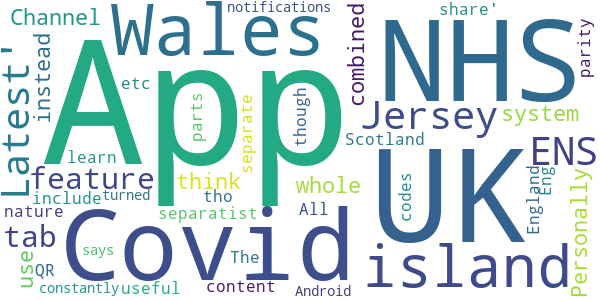 notifications
share'
Channel
Wales
NHS
combined
parity
Latest'
instead
App
etc
parts
though
Jersey
system
separate
learn
Scotland
ENS
feature
think
whole
include
turned
tho
separatist
codes
England
Eng
Personally
nature
All
tab
Covid
UK
island
use
QR
says
The
constantly
useful
content
Android